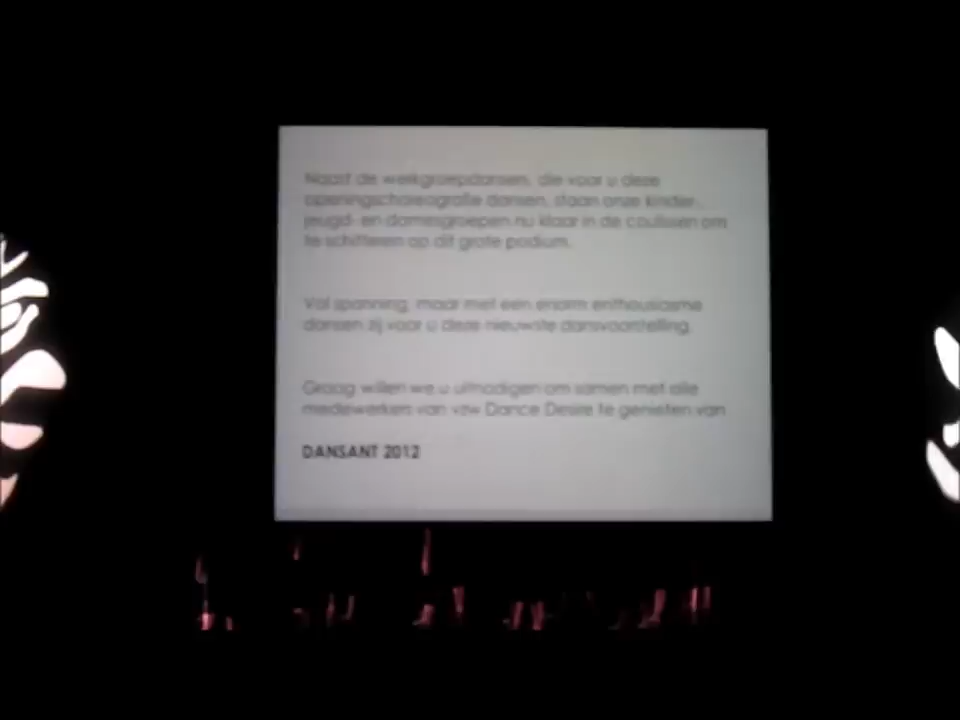 Naast de werkgroepdansen, die voor u deze
openingschoreografie dansen, staan onze kinder-,
jeugd- en damesgroepen nu klaar in de coulissen om
te schitteren op dit grote podium.
Vol spanning, maar met een enorm enthousiasme
dansen zij voor u deze nieuwste dansvoorstelling.
Graag willen we u uitnodigen om samen met alle
medewerkers van vzw Dance Desire te genieten van
DANSANT 2012